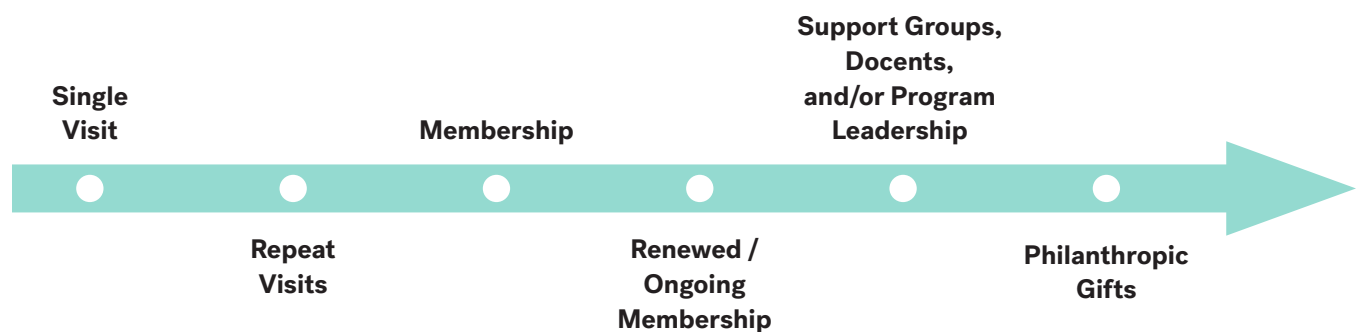 Single
Visit
Repeat
Visits
Membership
Renewed /
Ongoing
Membership
Support Groups,
Docents,
and/or Program
Leadership
Philanthropic
Gifts